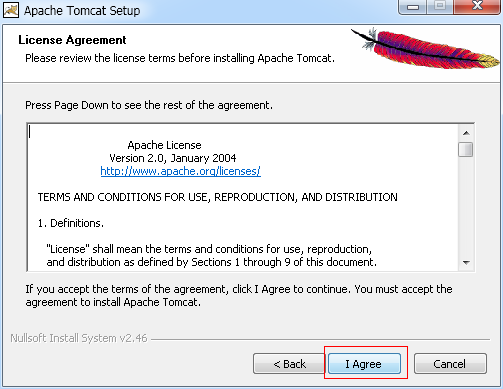 Apache Tomcat Setup
License Agreement
Please review the license terms before installing Apache Tomcat.
Press Page Down to see the rest of the agreement.
Apache License
Version 2.0, January 2004
http://www.apache.org/licenses/
TERMS AND CONDITIONS FOR USE, REPRODUCTION, AND DISTRIBUTION
1. Definitions.
"License" shall mean the terms and conditions for use, reproduction,
and distribution as defined by Sections 1 through 9 of this document.
If you accept the terms of the agreement, click I Agree to continue. You must accept the
agreement to install Apache Tomcat.
Nullsoft Install System v2.46
< Back
I Agree
Cancel